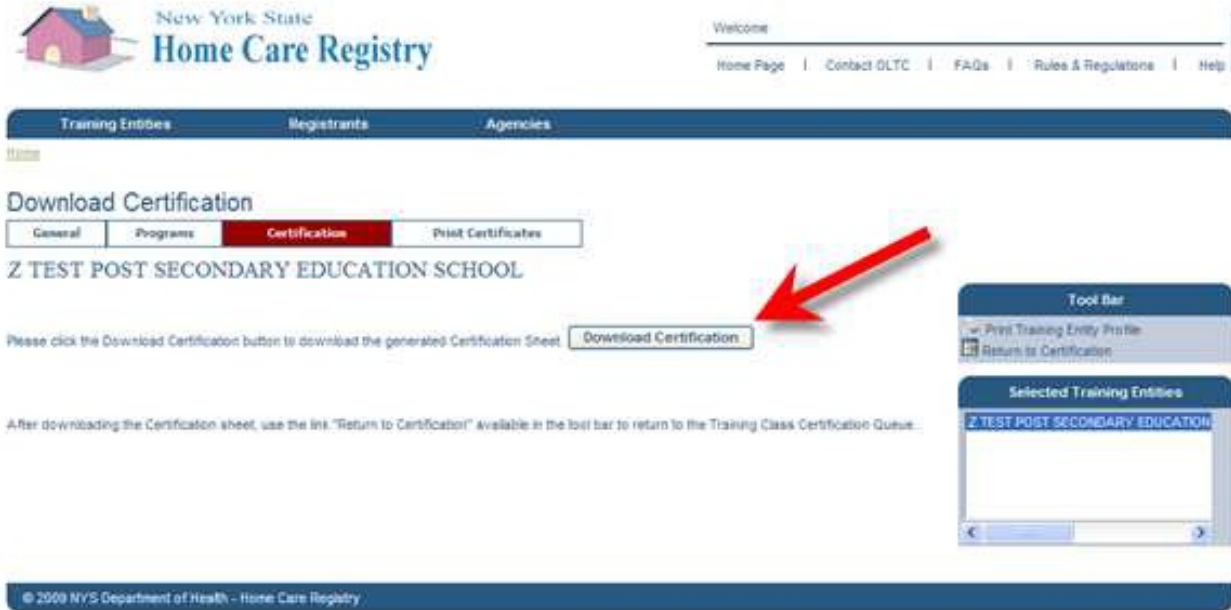 New York State
Home Care Registry
Welcome
Home Page | Contact OLTC | FAQs | Rules & Regulations | Help
Training Entities Registrants Agencies
Home
Download Certification
General Programs Certification Print Certificates
Z TEST POST SECONDARY EDUCATION SCHOOL
Please click the Download Certification button to download the generated Certification Sheet Download Certification
After downloading the Certification sheet, use the link "Return to Certification" available in the tool bar to return to the Training Class Certification Queue.
Tool Bar
Print Training Entity Profile
Return to Certification
Selected Training Entities
Z TEST POST SECONDARY EDUCATION
© 2009 NYS Department of Health - Home Care Registry